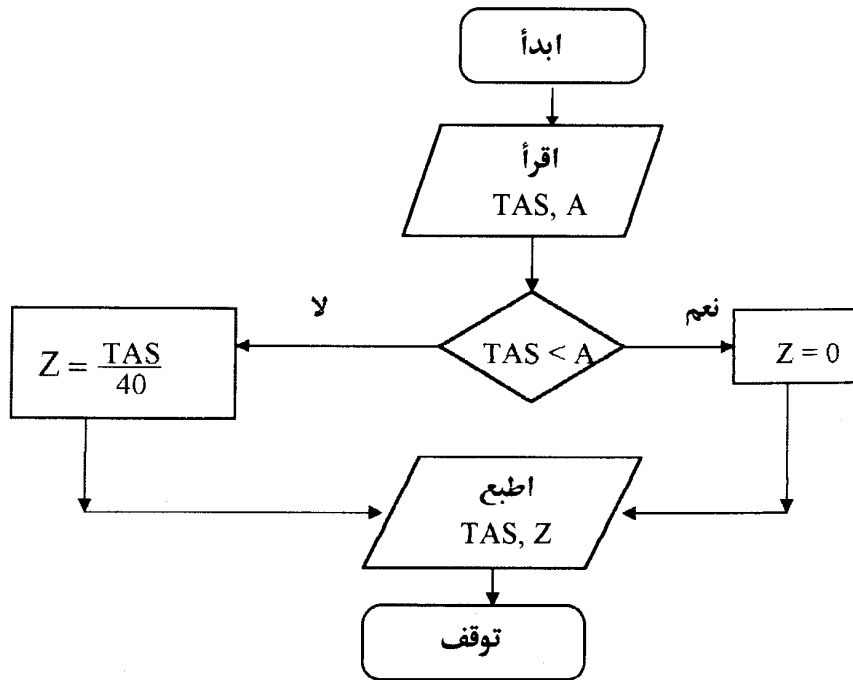 ابدأ
اقرأ
TAS, A
لا
نعم
Z = TAS/40
TAS < A
Z = 0
اطبع
TAS, Z
توقف